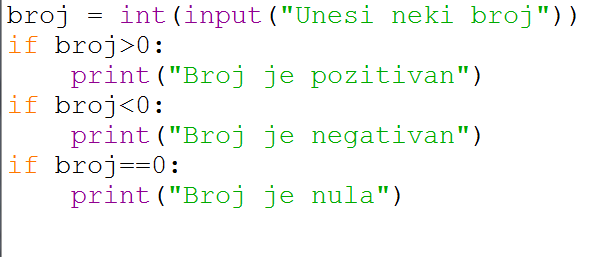 broj = int(input("Unesi neki broj"))
if broj>0:
    print("Broj je pozitivan")
if broj<0:
    print("Broj je negativan")
if broj==0:
    print("Broj je nula")